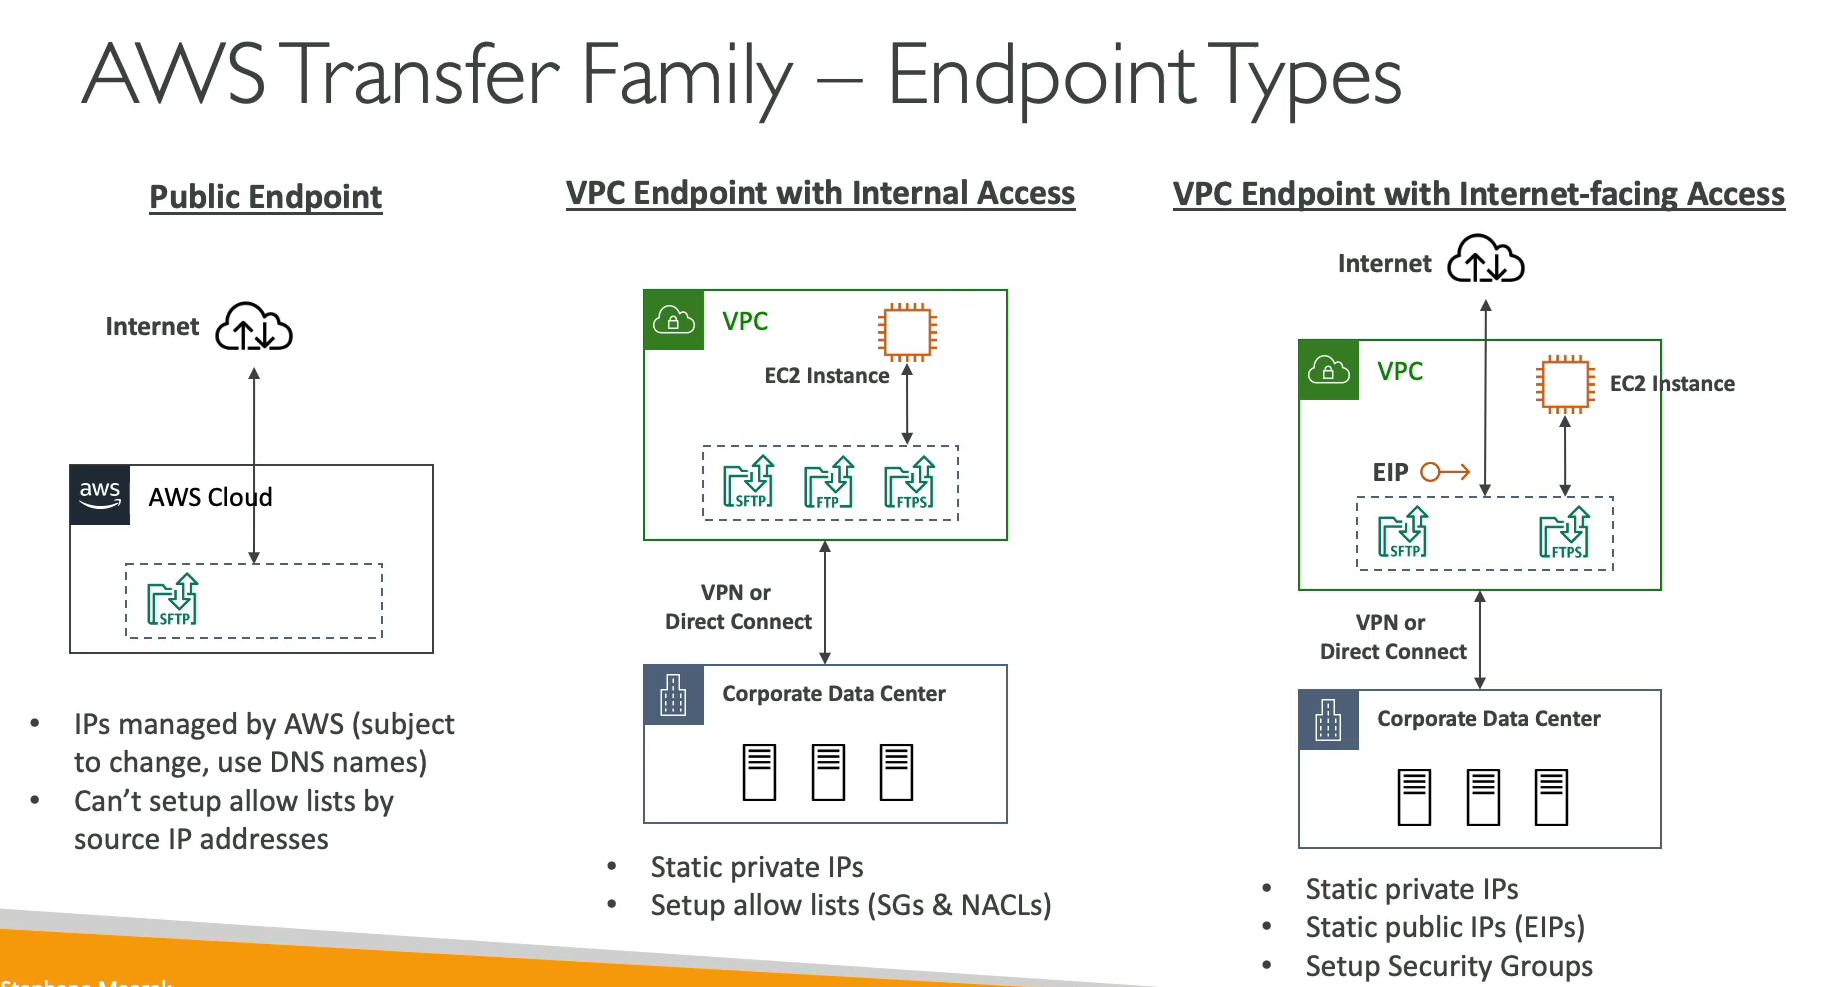 AWS Transfer Family – Endpoint Types
Public Endpoint
Internet
aws
AWS Cloud
SFTP
• IPs managed by AWS (subject
to change, use DNS names)
• Can't setup allow lists by
source IP addresses
VPC Endpoint with Internal Access
VPC
EC2 Instance
SFTP
FTP
FTPS
VPN or
Direct Connect
Corporate Data Center
• Static private IPs
• Setup allow lists (SGs & NACLs)
VPC Endpoint with Internet-facing Access
Internet
VPC
EC2 Instance
EIP
SFTP
FTPS
VPN or
Direct Connect
Corporate Data Center
• Static private IPs
• Static public IPs (EIPs)
• Setup Security Groups